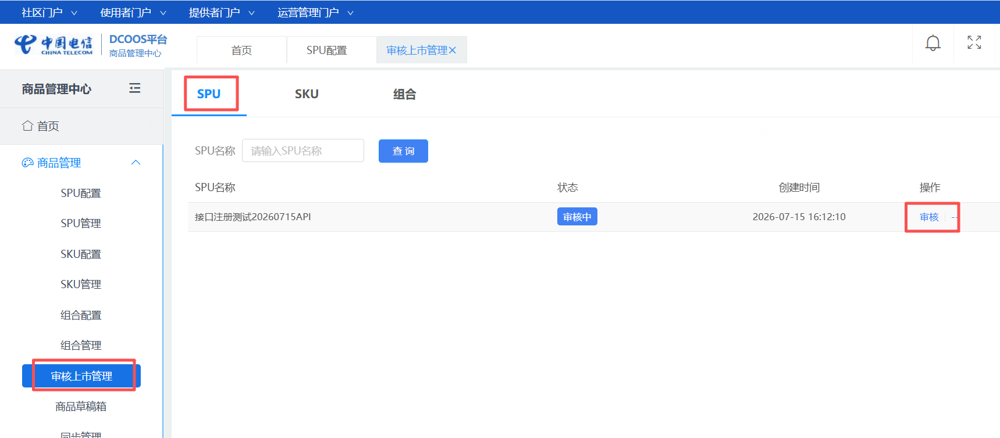 社区门户 使用者门户 提供者门户 运营管理门户
中国电信 CHINA TELECOM DCOOS平台 商品管理中心
首页 SPU配置 审核上市管理
商品管理中心
首页
商品管理
SPU配置
SPU管理
SKU配置
SKU管理
组合配置
组合管理
审核上市管理
商品草稿箱
同步管理
SPU SKU 组合
SPU名称 请输入SPU名称 查 询
SPU名称 状态 创建时间 操作
接口注册测试20260715API 审核中 2026-07-15 16:12:10 审核 --